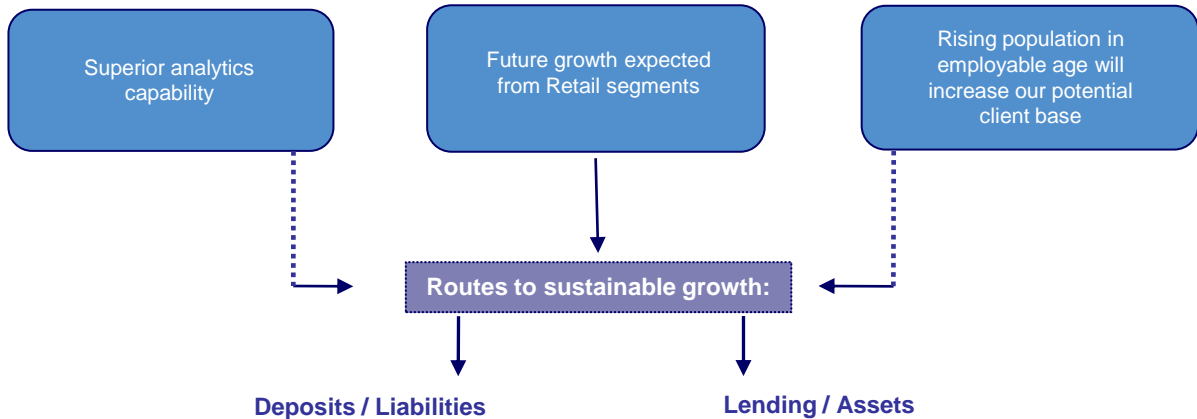 Superior analytics
capability
Future growth expected
from Retail segments
Rising population in
employable age will
increase our potential
client base
Routes to sustainable growth:
Deposits / Liabilities
Lending / Assets